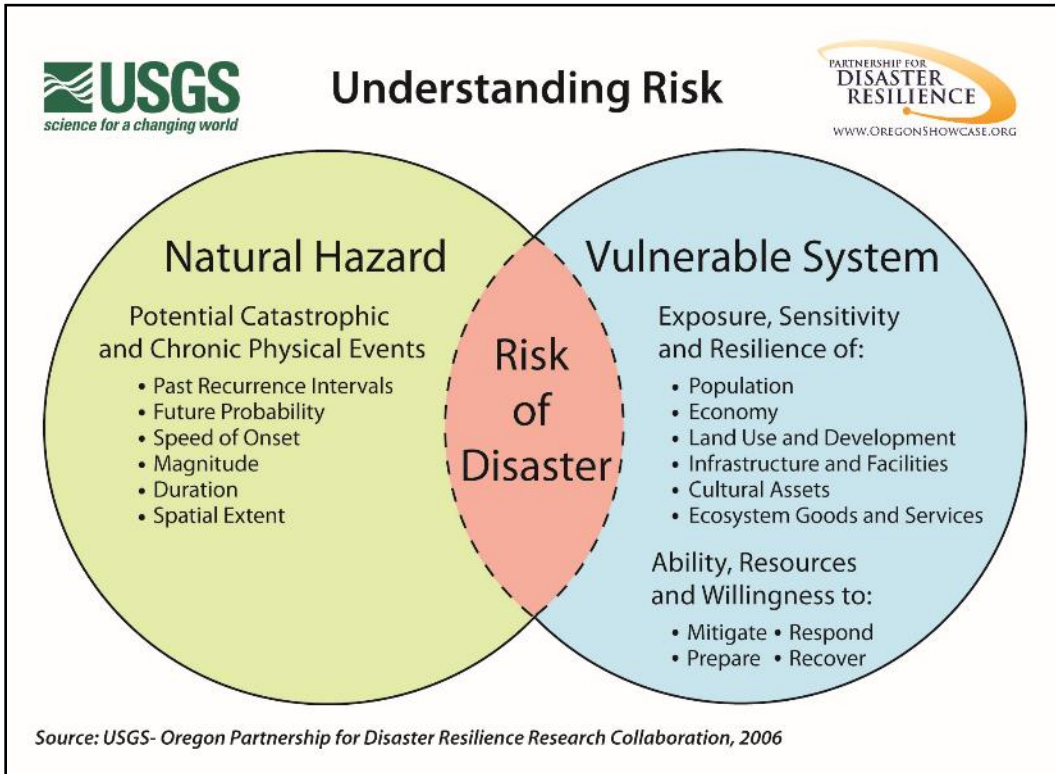 USGS
science for a changing world
Understanding Risk
PARTNERSHIP FOR
DISASTER
RESILIENCE
WWW.OREGONSHOWCASE.ORG
Natural Hazard
Potential Catastrophic
and Chronic Physical Events
• Past Recurrence Intervals
• Future Probability
• Speed of Onset
• Magnitude
• Duration
• Spatial Extent
Risk
of
Disaster
Vulnerable System
Exposure, Sensitivity
and Resilience of:
• Population
• Economy
• Land Use and Development
• Infrastructure and Facilities
• Cultural Assets
• Ecosystem Goods and Services
Ability, Resources
and Willingness to:
• Mitigate • Respond
• Prepare • Recover
Source: USGS- Oregon Partnership for Disaster Resilience Research Collaboration, 2006